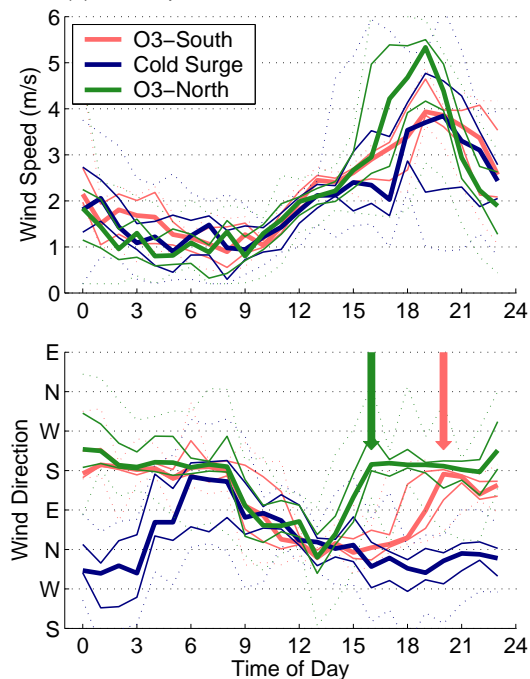 6
5
4
3
2
1
0
Wind Speed (m/s)
O3-South
Cold Surge
O3-North
0 3 6 9 12 15 18 21 24
E
N
W
S
E
N
W
S
Wind Direction
0 3 6 9 12 15 18 21 24
Time of Day